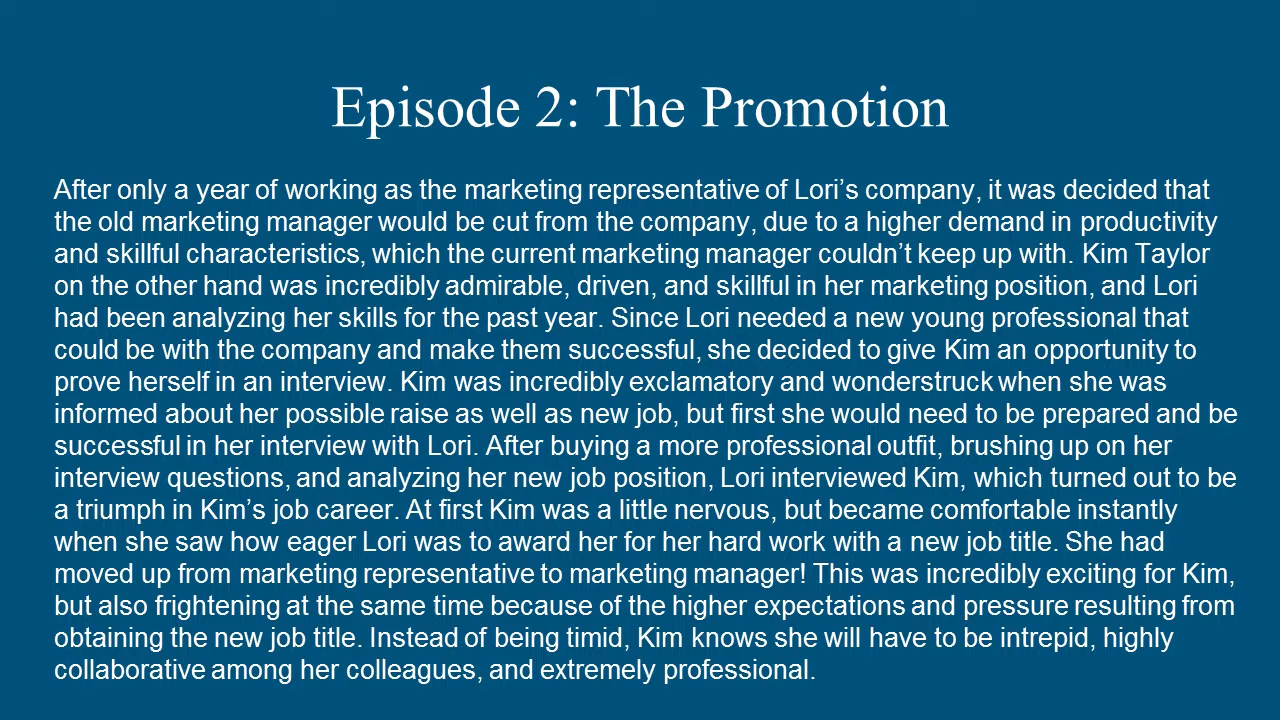 Episode 2: The Promotion
After only a year of working as the marketing representative of Lori’s company, it was decided that
the old marketing manager would be cut from the company, due to a higher demand in productivity
and skillful characteristics, which the current marketing manager couldn’t keep up with. Kim Taylor
on the other hand was incredibly admirable, driven, and skillful in her marketing position, and Lori
had been analyzing her skills for the past year. Since Lori needed a new young professional that
could be with the company and make them successful, she decided to give Kim an opportunity to
prove herself in an interview. Kim was incredibly exclamatory and wonderstruck when she was
informed about her possible raise as well as new job, but first she would need to be prepared and be
successful in her interview with Lori. After buying a more professional outfit, brushing up on her
interview questions, and analyzing her new job position, Lori interviewed Kim, which turned out to be
a triumph in Kim’s job career. At first Kim was a little nervous, but became comfortable instantly
when she saw how eager Lori was to award her for her hard work with a new job title. She had
moved up from marketing representative to marketing manager! This was incredibly exciting for Kim,
but also frightening at the same time because of the higher expectations and pressure resulting from
obtaining the new job title. Instead of being timid, Kim knows she will have to be intrepid, highly
collaborative among her colleagues, and extremely professional.